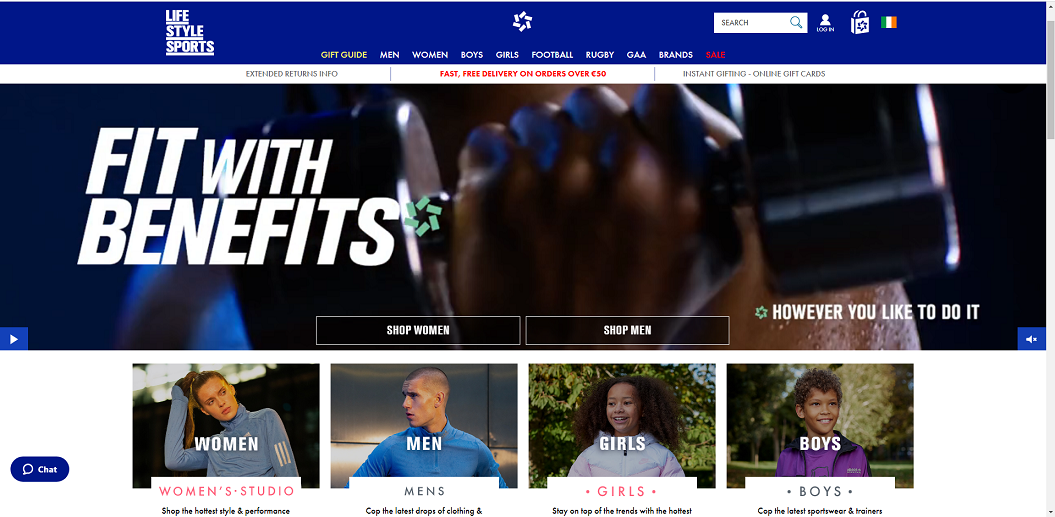 LIFE
STYLE
SPORTS
SEARCH
LOG IN
GIFT GUIDE MEN WOMEN BOYS GIRLS FOOTBALL RUGBY GAA BRANDS SALE
EXTENDED RETURNS INFO
FAST, FREE DELIVERY ON ORDERS OVER €50
INSTANT GIFTING - ONLINE GIFT CARDS
FIT WITH
BENEFITS
HOWEVER YOU LIKE TO DO IT
SHOP WOMEN
SHOP MEN
WOMEN
MEN
GIRLS
BOYS
WOMEN'S·STUDIO
MENS
• GIRLS •
• BOYS •
Shop the hottest style & performance
Cop the latest drops of clothing &
Stay on top of the trends with the hottest
Cop the latest sportswear & trainers
Chat